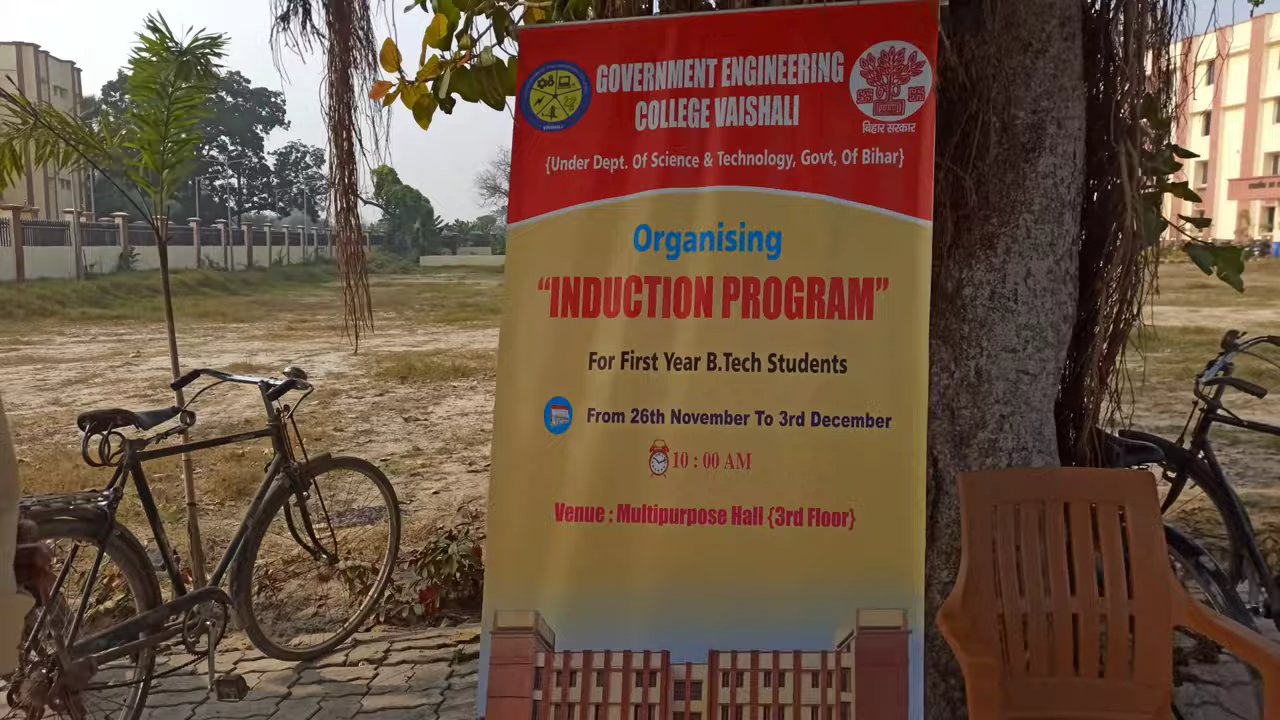 GOVERNMENT ENGINEERING
COLLEGE VAISHALI
बिहार सरकार
{Under Dept. Of Science & Technology, Govt, Of Bihar}
Organising
“INDUCTION PROGRAM”
For First Year B.Tech Students
From 26th November To 3rd December
10 : 00 AM
Venue : Multipurpose Hall {3rd Floor}
VAISHALI